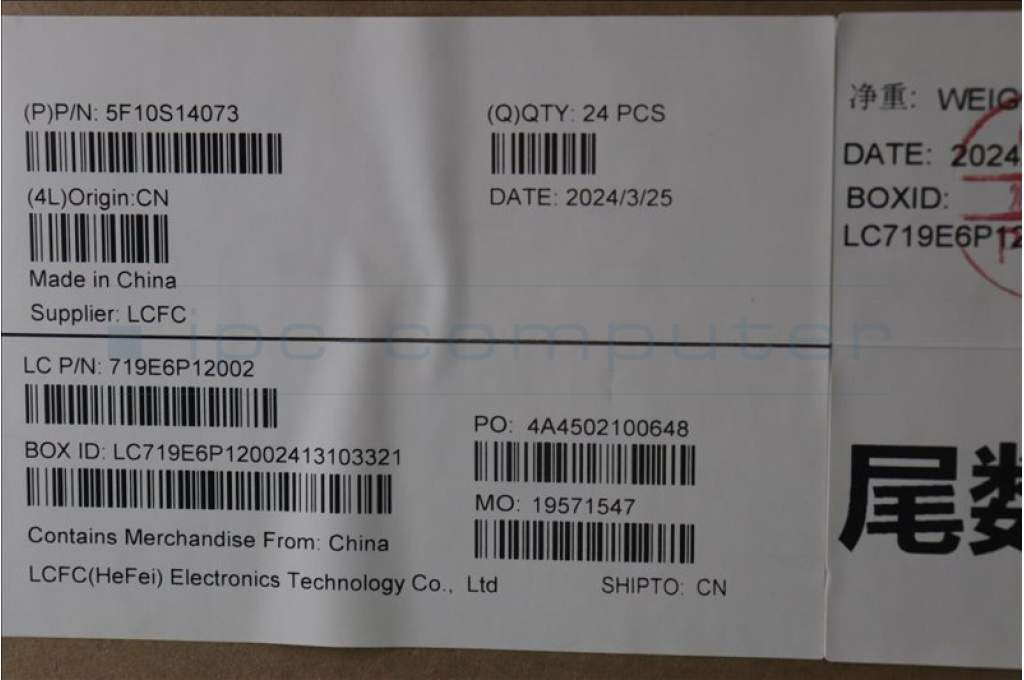 (P)P/N: 5F10S14073
(Q)QTY: 24 PCS
(4L)Origin:CN
DATE: 2024/3/25
Made in China
Supplier: LCFC
ipc-computer
LC P/N: 719E6P12002
PO: 4A4502100648
BOX ID: LC719E6P12002413103321
MO: 19571547
Contains Merchandise From: China
LCFC(HeFei) Electronics Technology Co., Ltd
SHIPTO: CN
净重: WEIG
DATE: 2024
BOXID:
LC719E6P12
尾数